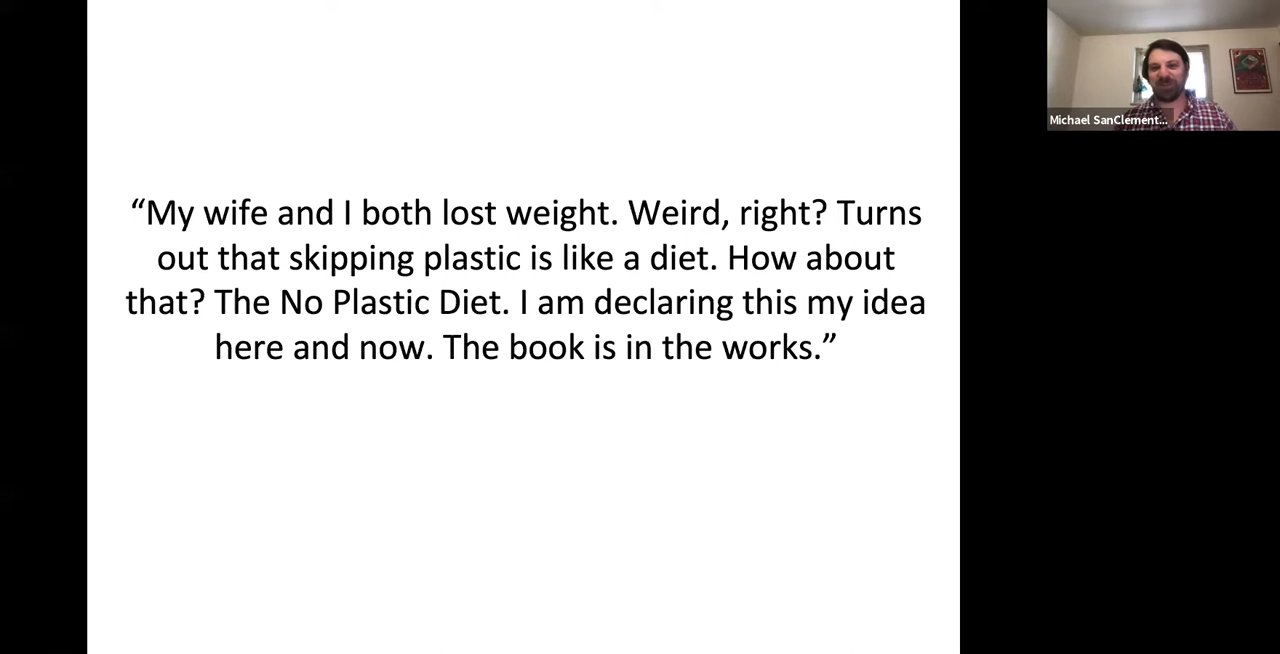 “My wife and I both lost weight. Weird, right? Turns
out that skipping plastic is like a diet. How about
that? The No Plastic Diet. I am declaring this my idea
here and now. The book is in the works.”
Michael SanClement...